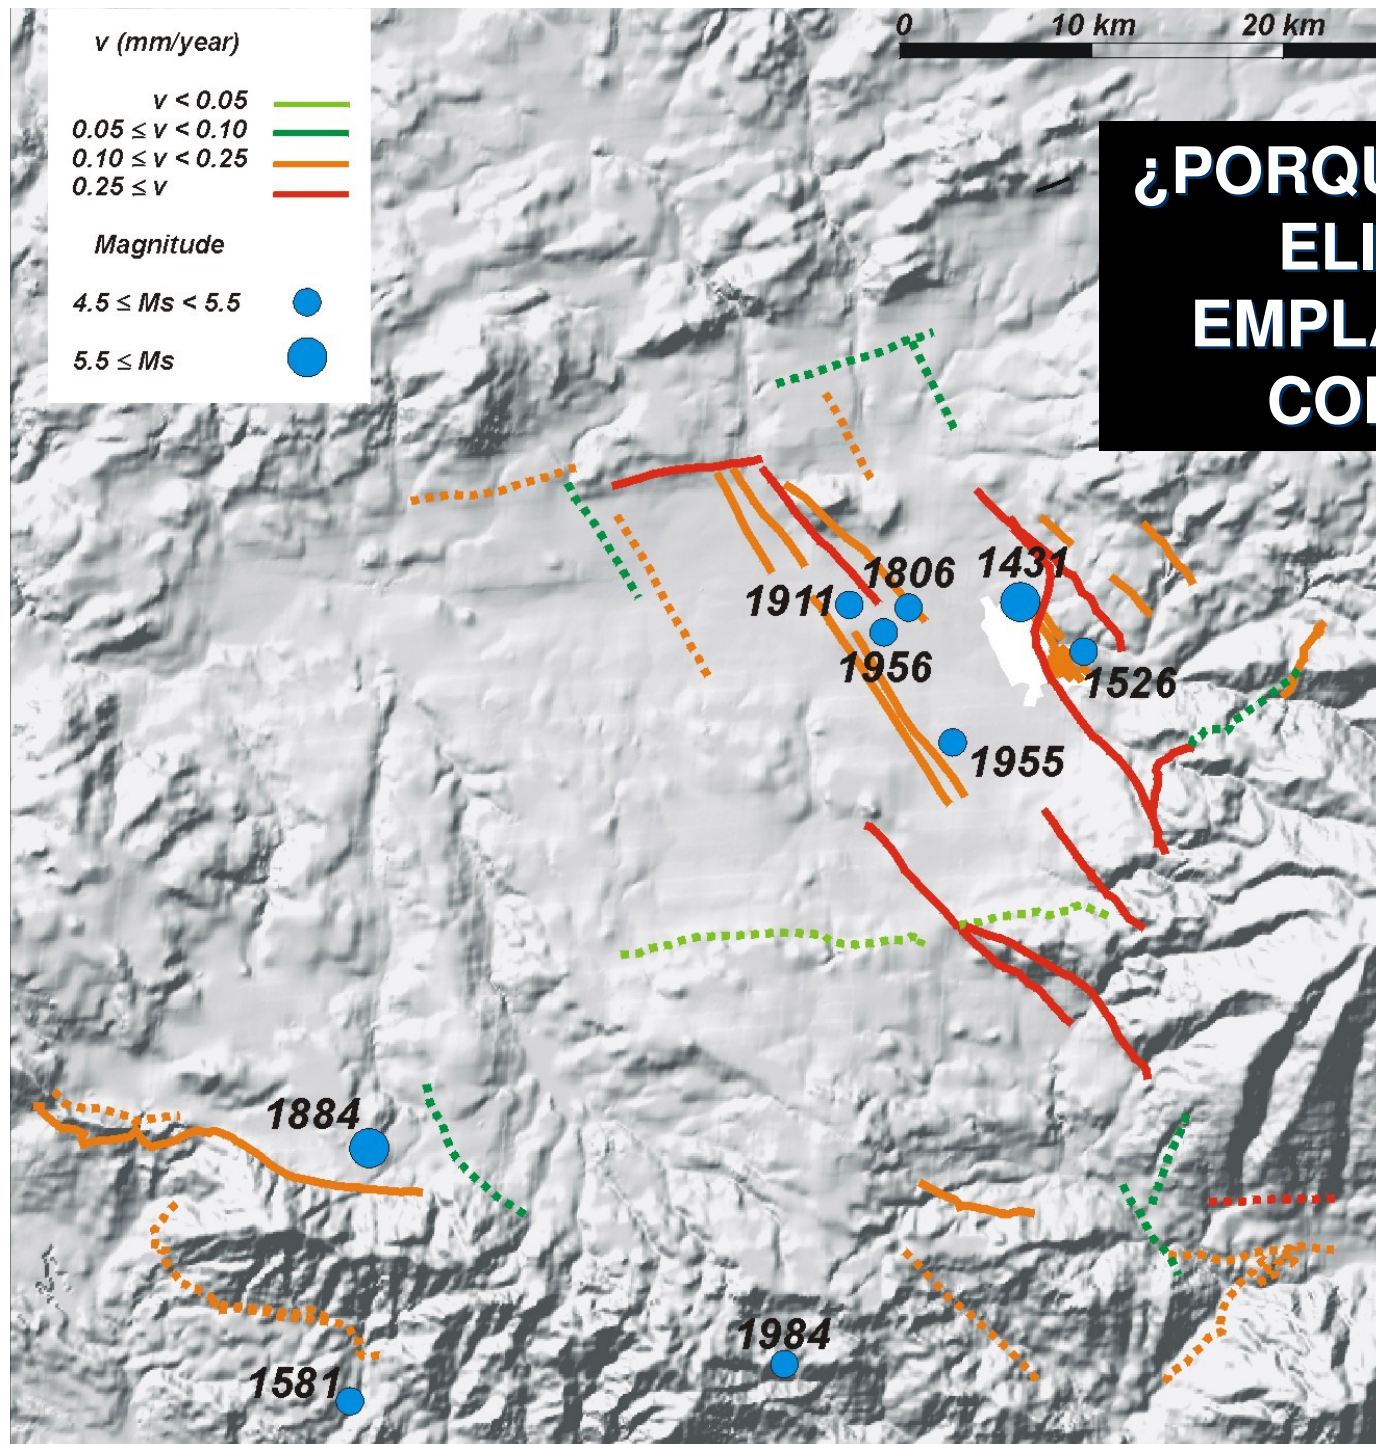 v (mm/year)
v < 0.05
0.05 ≤ v < 0.10
0.10 ≤ v < 0.25
0.25 ≤ v
Magnitude
4.5 ≤ Ms < 5.5
5.5 ≤ Ms
0 10 km 20 km
¿PORQU
ELI
EMPLA
CO
1431
1806
1911
1956
1526
1955
1884
1984
1581